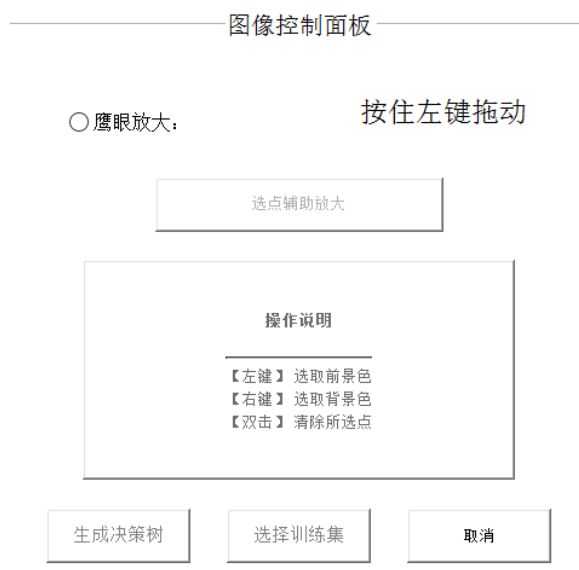 图像控制面板
鹰眼放大：
按住左键拖动
选点辅助放大
操作说明
【左键】选取前景色
【右键】选取背景色
【双击】清除所选点
生成决策树
选择训练集
取消